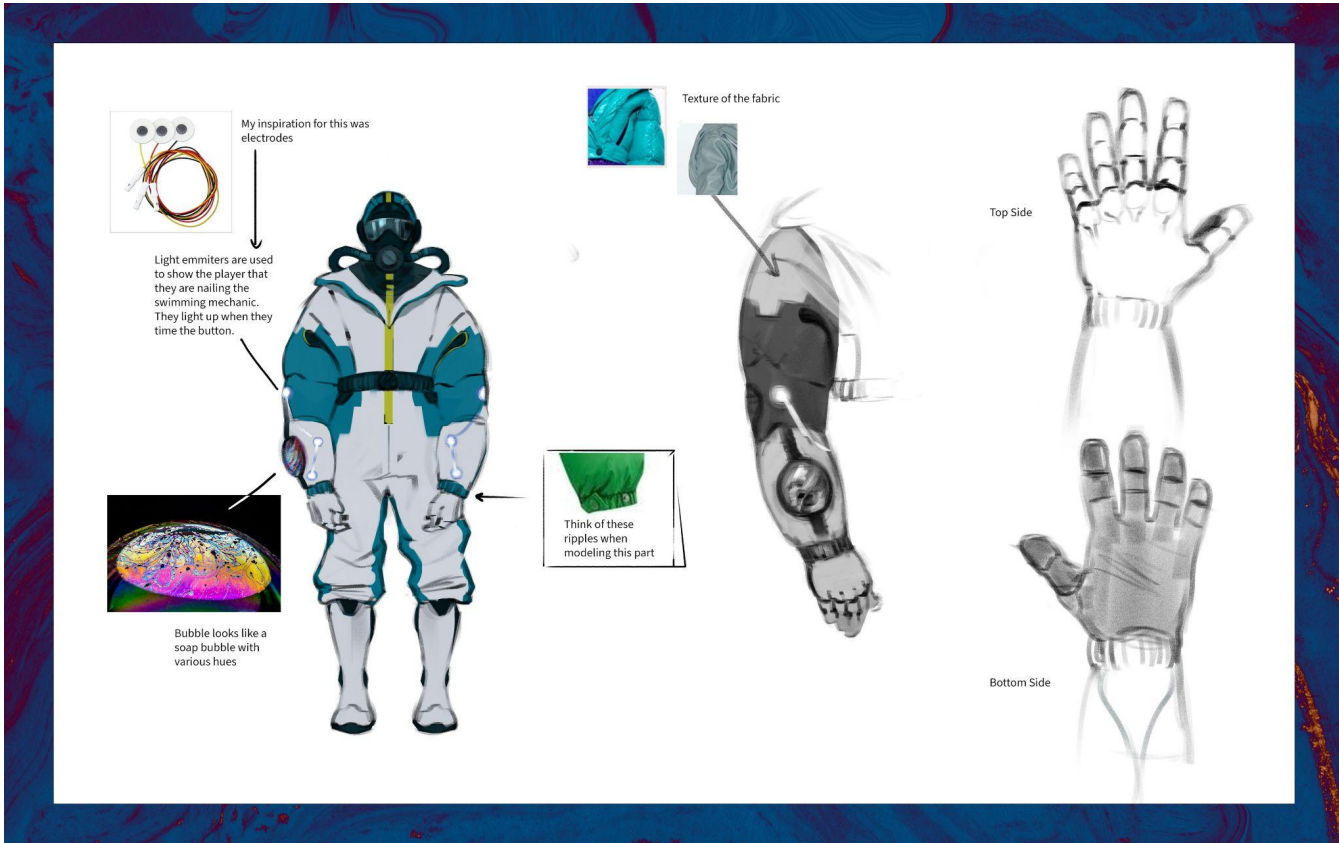 My inspiration for this was
electrodes
Light emmiters are used
to show the player that
they are nailing the
swimming mechanic.
They light up when they
time the button.
Bubble looks like a
soap bubble with
various hues
Think of these
ripples when
modeling this part
Texture of the fabric
Top Side
Bottom Side